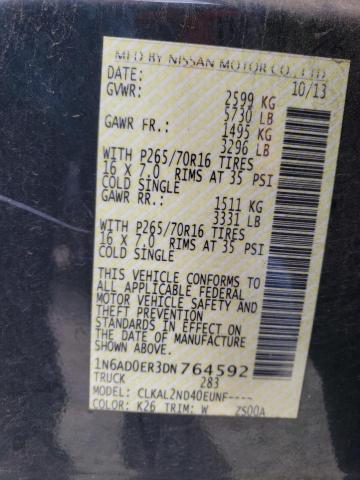 MFD BY NISSAN MOTOR CO., LTD.
DATE: 10/13
GVWR: 2599 KG
5730 LB
GAWR FR.: 1495 KG
3296 LB
WITH P265/70R16 TIRES
16 X 7.0 RIMS AT 35 PSI
COLD SINGLE
GAWR RR.: 1511 KG
3331 LB
WITH P265/70R16 TIRES
16 X 7.0 RIMS AT 35 PSI
COLD SINGLE
THIS VEHICLE CONFORMS TO
ALL APPLICABLE FEDERAL
MOTOR VEHICLE SAFETY AND
THEFT PREVENTION
STANDARDS IN EFFECT ON
THE DATE OF MANUFACTURE
SHOWN ABOVE.
1N6AD0ER3DN764592
TRUCK 283
MODEL: CLKAL2ND40EUNF----
COLOR: K26 TRIM: W ZS00A